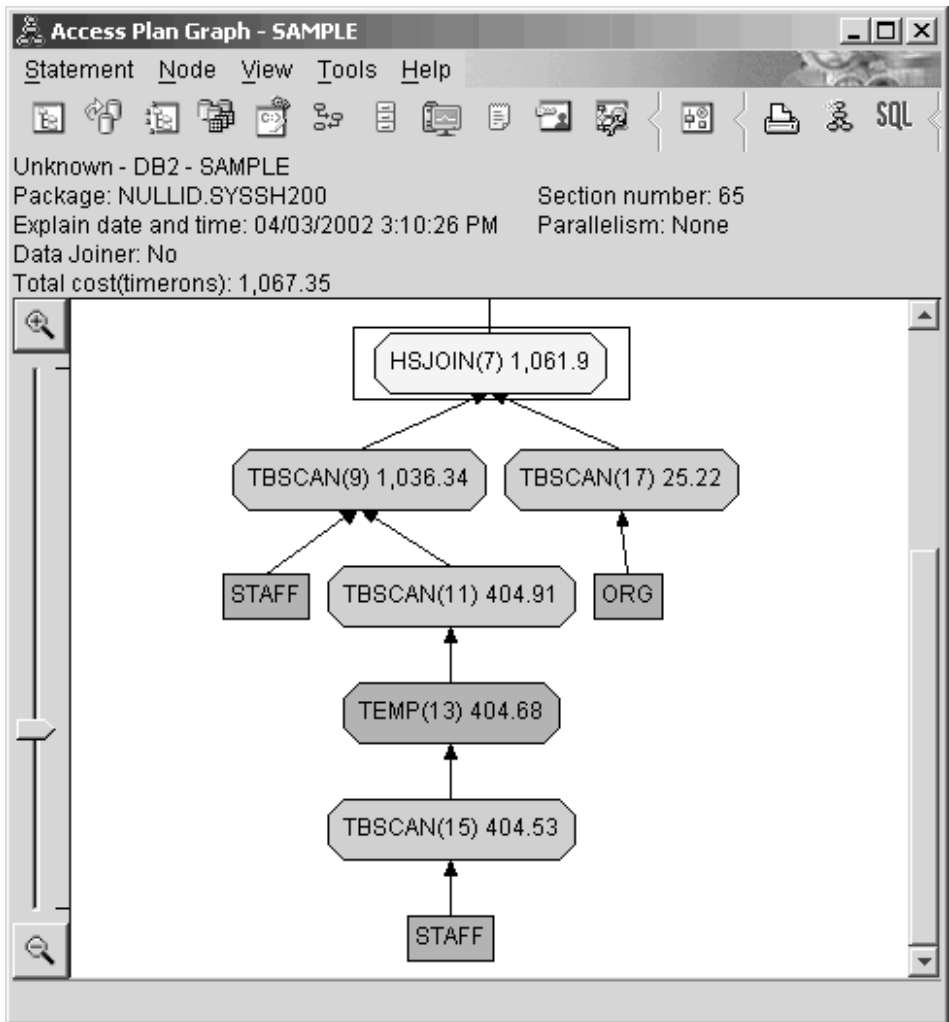 Access Plan Graph - SAMPLE
Statement Node View Tools Help
SQL
Unknown - DB2 - SAMPLE
Package: NULLID.SYSSH200 Section number: 65
Explain date and time: 04/03/2002 3:10:26 PM Parallelism: None
Data Joiner: No
Total cost(timerons): 1,067.35
HSJOIN(7) 1,061.9
TBSCAN(9) 1,036.34 TBSCAN(17) 25.22
STAFF TBSCAN(11) 404.91 ORG
TEMP(13) 404.68
TBSCAN(15) 404.53
STAFF